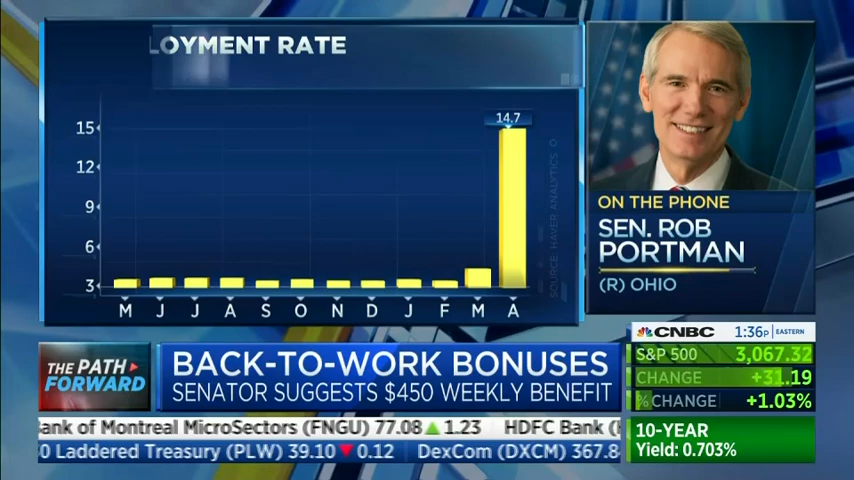 LOYMENT RATE
15
12
9
6
3
14.7
M J J A S O N D J F M A
SOURCE: HAVER ANALYTICS
ON THE PHONE
SEN. ROB
PORTMAN
(R) OHIO
THE PATH
FORWARD
BACK-TO-WORK BONUSES
SENATOR SUGGESTS $450 WEEKLY BENEFIT
CNBC 1:36P EASTERN
S&P 500 3,067.32
CHANGE +31.19
%CHANGE +1.03%
10-YEAR
Yield: 0.703%
ank of Montreal MicroSectors (FNGU) 77.08 ▲ 1.23 HDFC Bank (
0 Laddered Treasury (PLW) 39.10 ▼ 0.12 DexCom (DXCM) 367.8